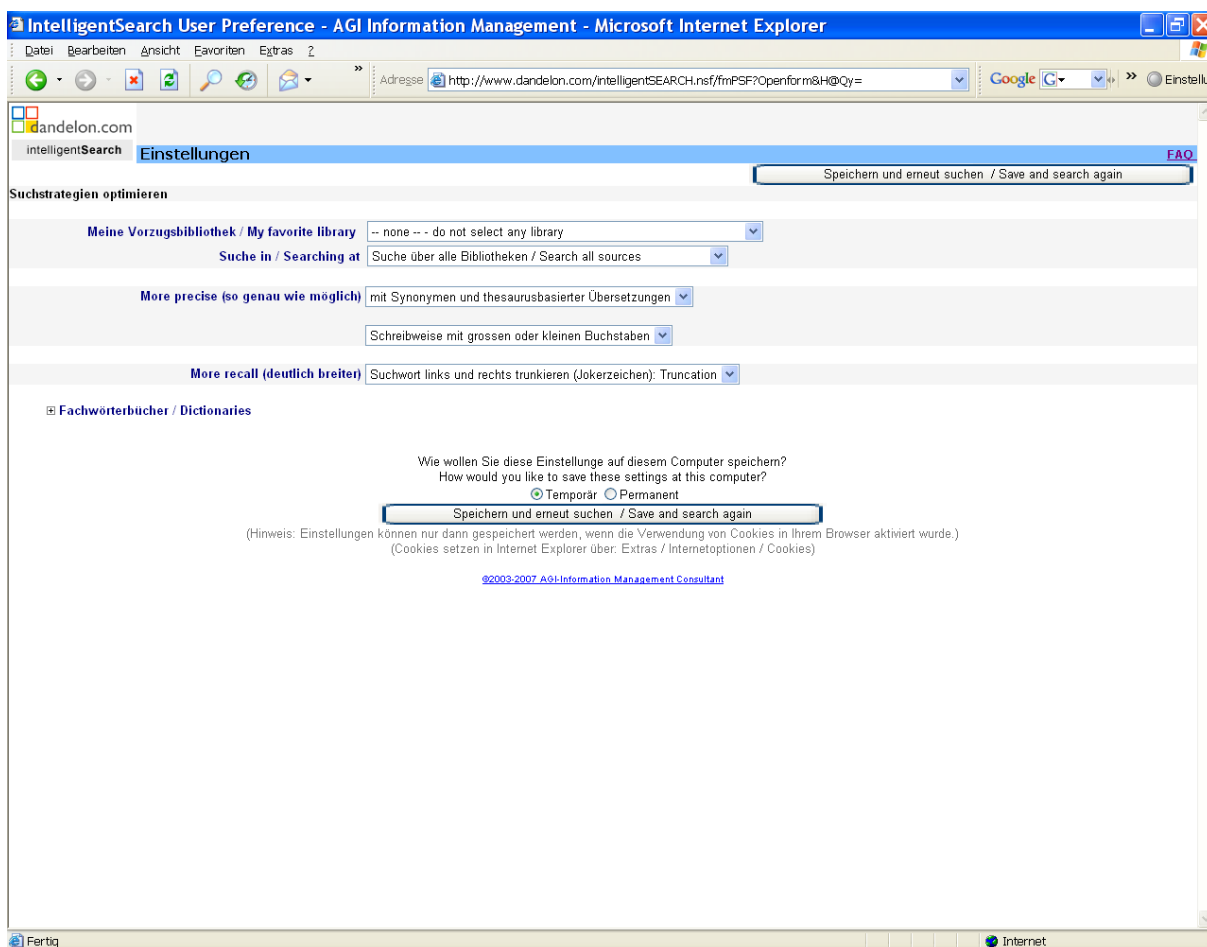 IntelligentSearch User Preference - AGI Information Management - Microsoft Internet Explorer
Datei Bearbeiten Ansicht Favoriten Extras ?
» Adresse http://www.dandelon.com/intelligentSEARCH.nsf/fmPSF?Openform&H@Qy= Google G » Einstellu
dandelon.com
intelligentSearch Einstellungen FAQ
Speichern und erneut suchen / Save and search again
Suchstrategien optimieren
Meine Vorzugsbibliothek / My favorite library -- none -- - do not select any library
Suche in / Searching at Suche über alle Bibliotheken / Search all sources
More precise (so genau wie möglich) mit Synonymen und thesaurusbasierter Übersetzungen
Schreibweise mit grossen oder kleinen Buchstaben
More recall (deutlich breiter) Suchwort links und rechts trunkieren (Jokerzeichen): Truncation
Fachwörterbücher / Dictionaries
Wie wollen Sie diese Einstellunge auf diesem Computer speichern?
How would you like to save these settings at this computer?
Temporär Permanent
Speichern und erneut suchen / Save and search again
(Hinweis: Einstellungen können nur dann gespeichert werden, wenn die Verwendung von Cookies in Ihrem Browser aktiviert wurde.)
(Cookies setzen in Internet Explorer über: Extras / Internetoptionen / Cookies)
©2003-2007 AGI-Information Management Consultant
Fertig Internet